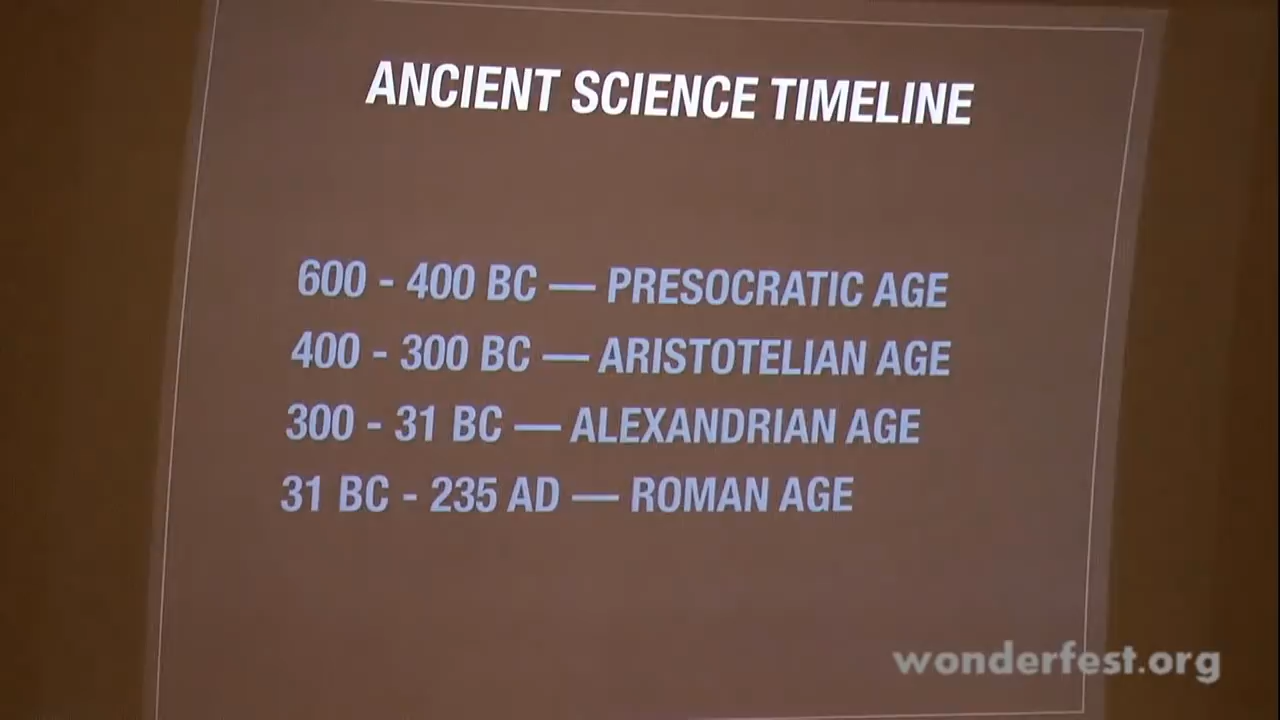 ANCIENT SCIENCE TIMELINE
600 - 400 BC — PRESOCRATIC AGE
400 - 300 BC — ARISTOTELIAN AGE
300 - 31 BC — ALEXANDRIAN AGE
31 BC - 235 AD — ROMAN AGE
wonderfest.org